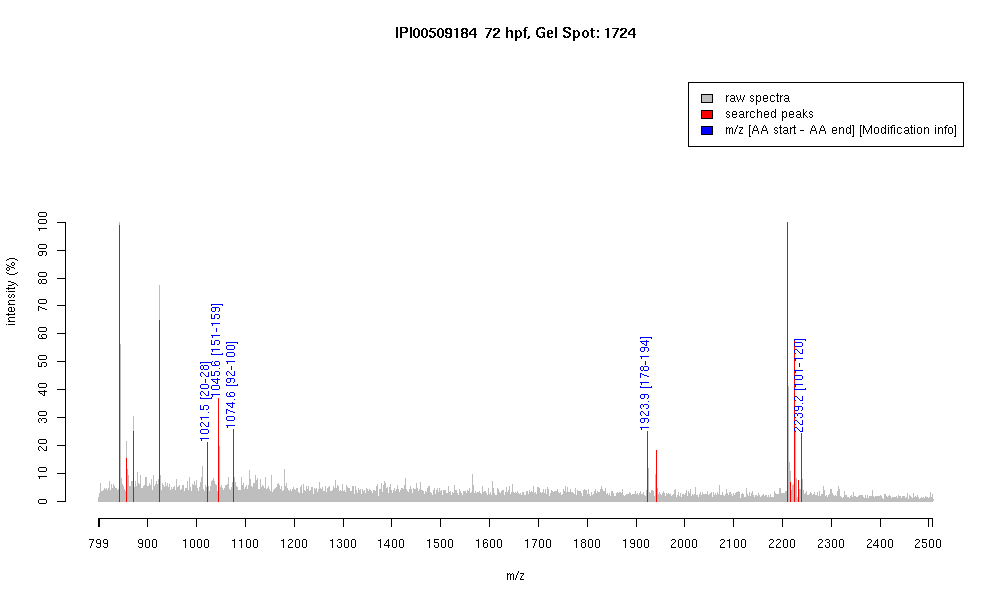 IPI00509184 72 hpf, Gel Spot: 1724
raw spectra
searched peaks
m/z [AA start - AA end] [Modification info]
intensity (%)
100
90
80
70
60
50
40
30
20
10
0
1021.5 [20-28]
1045.6 [151-159]
1074.6 [92-100]
1923.9 [178-194]
2239.2 [101-120]
799 900 1000 1100 1200 1300 1400 1500 1600 1700 1800 1900 2000 2100 2200 2300 2400 2500
m/z